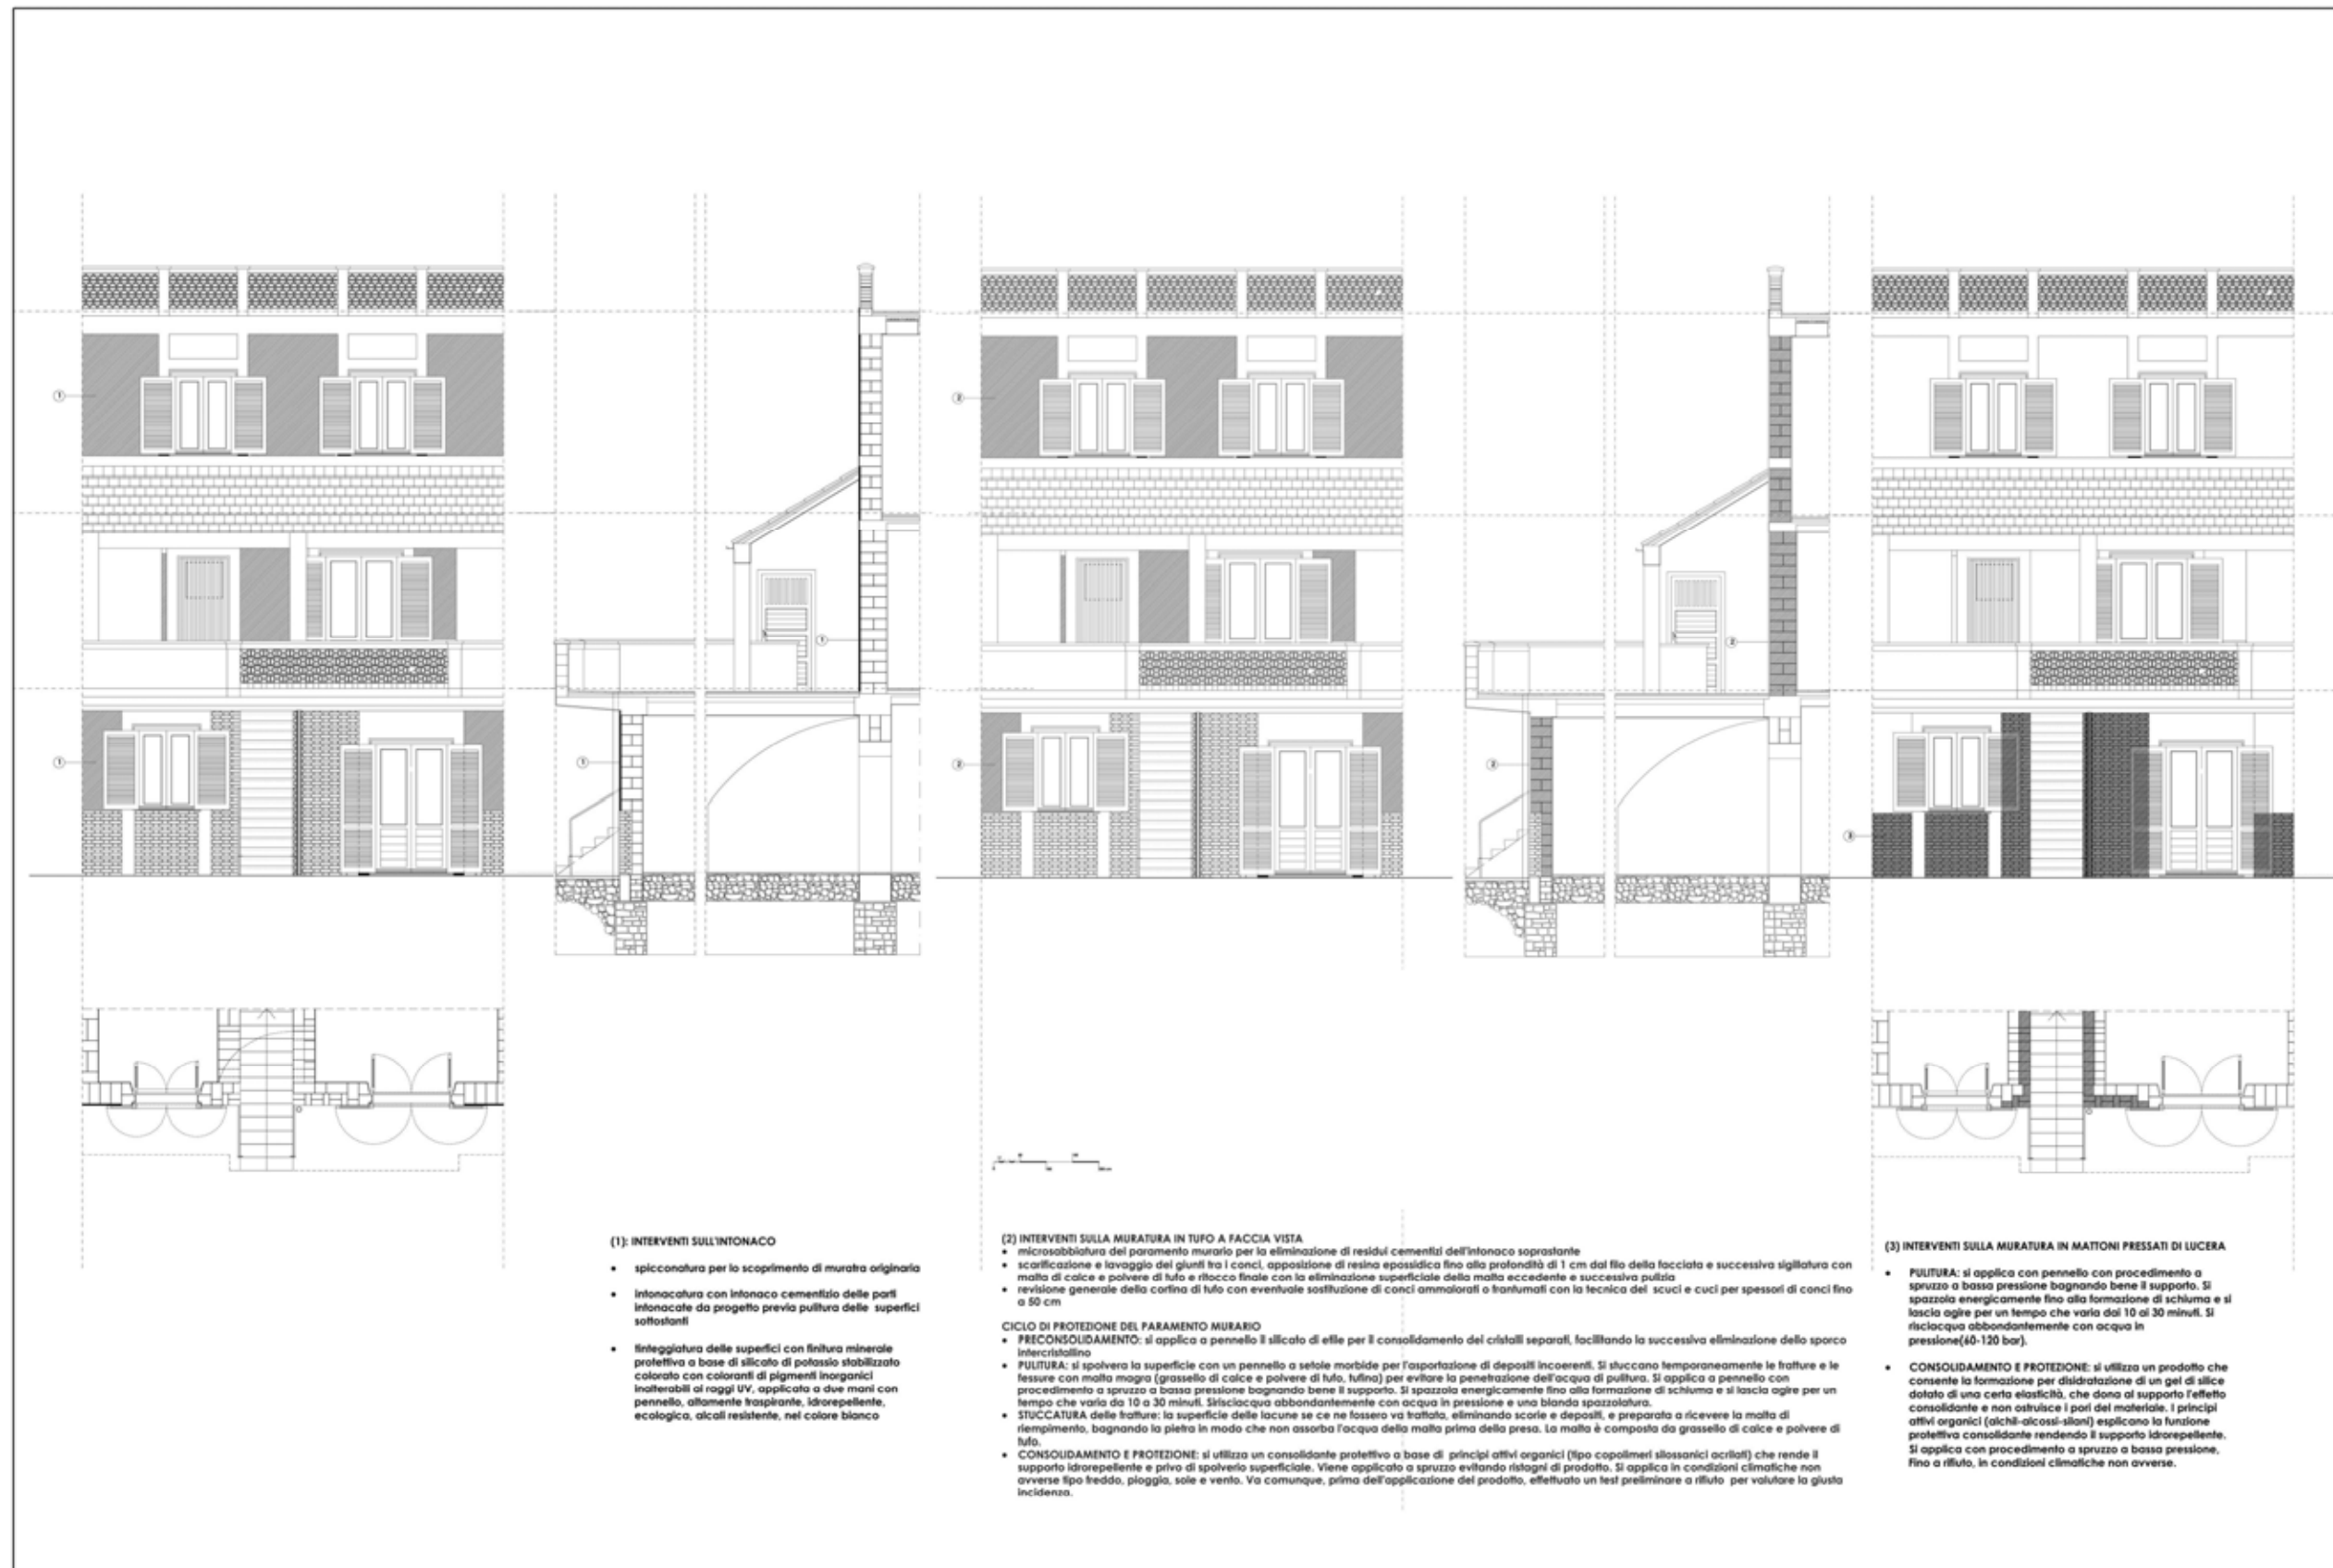 1
1
1
1
2
2
2
2
3
(1): INTERVENTI SULL'INTONACO
• spicconatura per lo scoprimento di muratra originaria
• intonacatura con intonaco cementizio delle parti
intonacate da progetto previa pulitura delle superfici
sottostanti
• tinteggiatura delle superfici con finitura minerale
protettiva a base di silicato di potassio stabilizzato
colorato con coloranti di pigmenti inorganici
inalterabili ai raggi UV, applicata a due mani con
pennello, altamente traspirante, idrorepellente,
ecologica, alcali resistente, nel colore bianco
(2) INTERVENTI SULLA MURATURA IN TUFO A FACCIA VISTA
• microsabbiatura del paramento murario per la eliminazione di residui cementizi dell'intonaco soprastante
• scarificazione e lavaggio dei giunti tra i conci, apposizione di resina epossidica fino alla profondità di 1 cm dal filo della facciata e successiva sigillatura con
malta di calce e polvere di tufo e ritocco finale con la eliminazione superficiale della malta eccedente e successiva pulizia
• revisione generale della cortina di tufo con eventuale sostituzione di conci ammalorati o frantumati con la tecnica del scuci e cuci per spessori di conci fino
a 50 cm
CICLO DI PROTEZIONE DEL PARAMENTO MURARIO
• PRECONSOLIDAMENTO: si applica a pennello il silicato di etile per il consolidamento dei cristalli separati, facilitando la successiva eliminazione dello sporco
intercristallino
• PULITURA: si spolvera la superficie con un pennello a setole morbide per l'asportazione di depositi incoerenti. Si stuccano temporaneamente le fratture e le
fessure con malta magra (grassello di calce e polvere di tufo, tufina) per evitare la penetrazione dell'acqua di pulitura. Si applica a pennello con
procedimento a spruzzo a bassa pressione bagnando bene il supporto. Si spazzola energicamente fino alla formazione di schiuma e si lascia agire per un
tempo che varia da 10 a 30 minuti. Sirisciacqua abbondantemente con acqua in pressione e una blanda spazzolatura.
• STUCCATURA delle fratture: la superficie delle lacune se ce ne fossero va trattata, eliminando scorie e depositi, e preparata a ricevere la malta di
riempimento, bagnando la pietra in modo che non assorba l'acqua della malta prima della presa. La malta è composta da grassello di calce e polvere di
tufo.
• CONSOLIDAMENTO E PROTEZIONE: si utilizza un consolidante protettivo a base di principi attivi organici (tipo copolimeri silossanici acrilati) che rende il
supporto idrorepellente e privo di spolverio superficiale. Viene applicato a spruzzo evitando ristagni di prodotto. Si applica in condizioni climatiche non
avverse tipo freddo, pioggia, sole e vento. Va comunque, prima dell'applicazione del prodotto, effettuato un test preliminare a rifiuto per valutare la giusta
incidenza.
(3) INTERVENTI SULLA MURATURA IN MATTONI PRESSATI DI LUCERA
• PULITURA: si applica con pennello con procedimento a
spruzzo a bassa pressione bagnando bene il supporto. Si
spazzola energicamente fino alla formazione di schiuma e si
lascia agire per un tempo che varia dai 10 ai 30 minuti. Si
risciacqua abbondantemente con acqua in
pressione(60-120 bar).
• CONSOLIDAMENTO E PROTEZIONE: si utilizza un prodotto che
consente la formazione per disidratazione di un gel di silice
dotato di una certa elasticità, che dona al supporto l'effetto
consolidante e non ostruisce i pori del materiale. I principi
attivi organici (alchil-alcossi-silani) esplicano la funzione
protettiva consolidante rendendo il supporto idrorepellente.
Si applica con procedimento a spruzzo a bassa pressione,
Fino a rifiuto, in condizioni climatiche non avverse.